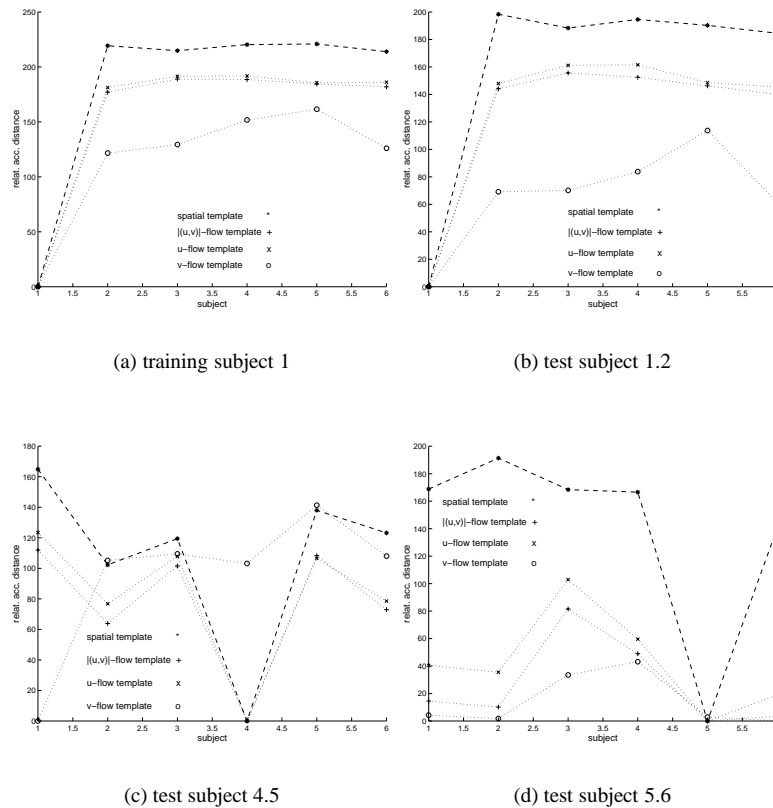 250
200
150
100
50
0
relat. acc. distance
spatial template *
|(u,v)|−flow template +
u−flow template x
v−flow template o
1 1.5 2 2.5 3 3.5 4 4.5 5 5.5 6
subject
(a) training subject 1
200
180
160
140
120
100
80
60
40
20
0
relat. acc. distance
spatial template *
|(u,v)|−flow template +
u−flow template x
v−flow template o
1 1.5 2 2.5 3 3.5 4 4.5 5 5.5
subject
(b) test subject 1.2
180
160
140
120
100
80
60
40
20
0
relat. acc. distance
spatial template *
|(u,v)|−flow template +
u−flow template x
v−flow template o
1 1.5 2 2.5 3 3.5 4 4.5 5 5.5 6
subject
(c) test subject 4.5
200
180
160
140
120
100
80
60
40
20
0
relat. acc. distance
spatial template *
|(u,v)|−flow template +
u−flow template x
v−flow template o
1 1.5 2 2.5 3 3.5 4 4.5 5 5.5
subject
(d) test subject 5.6